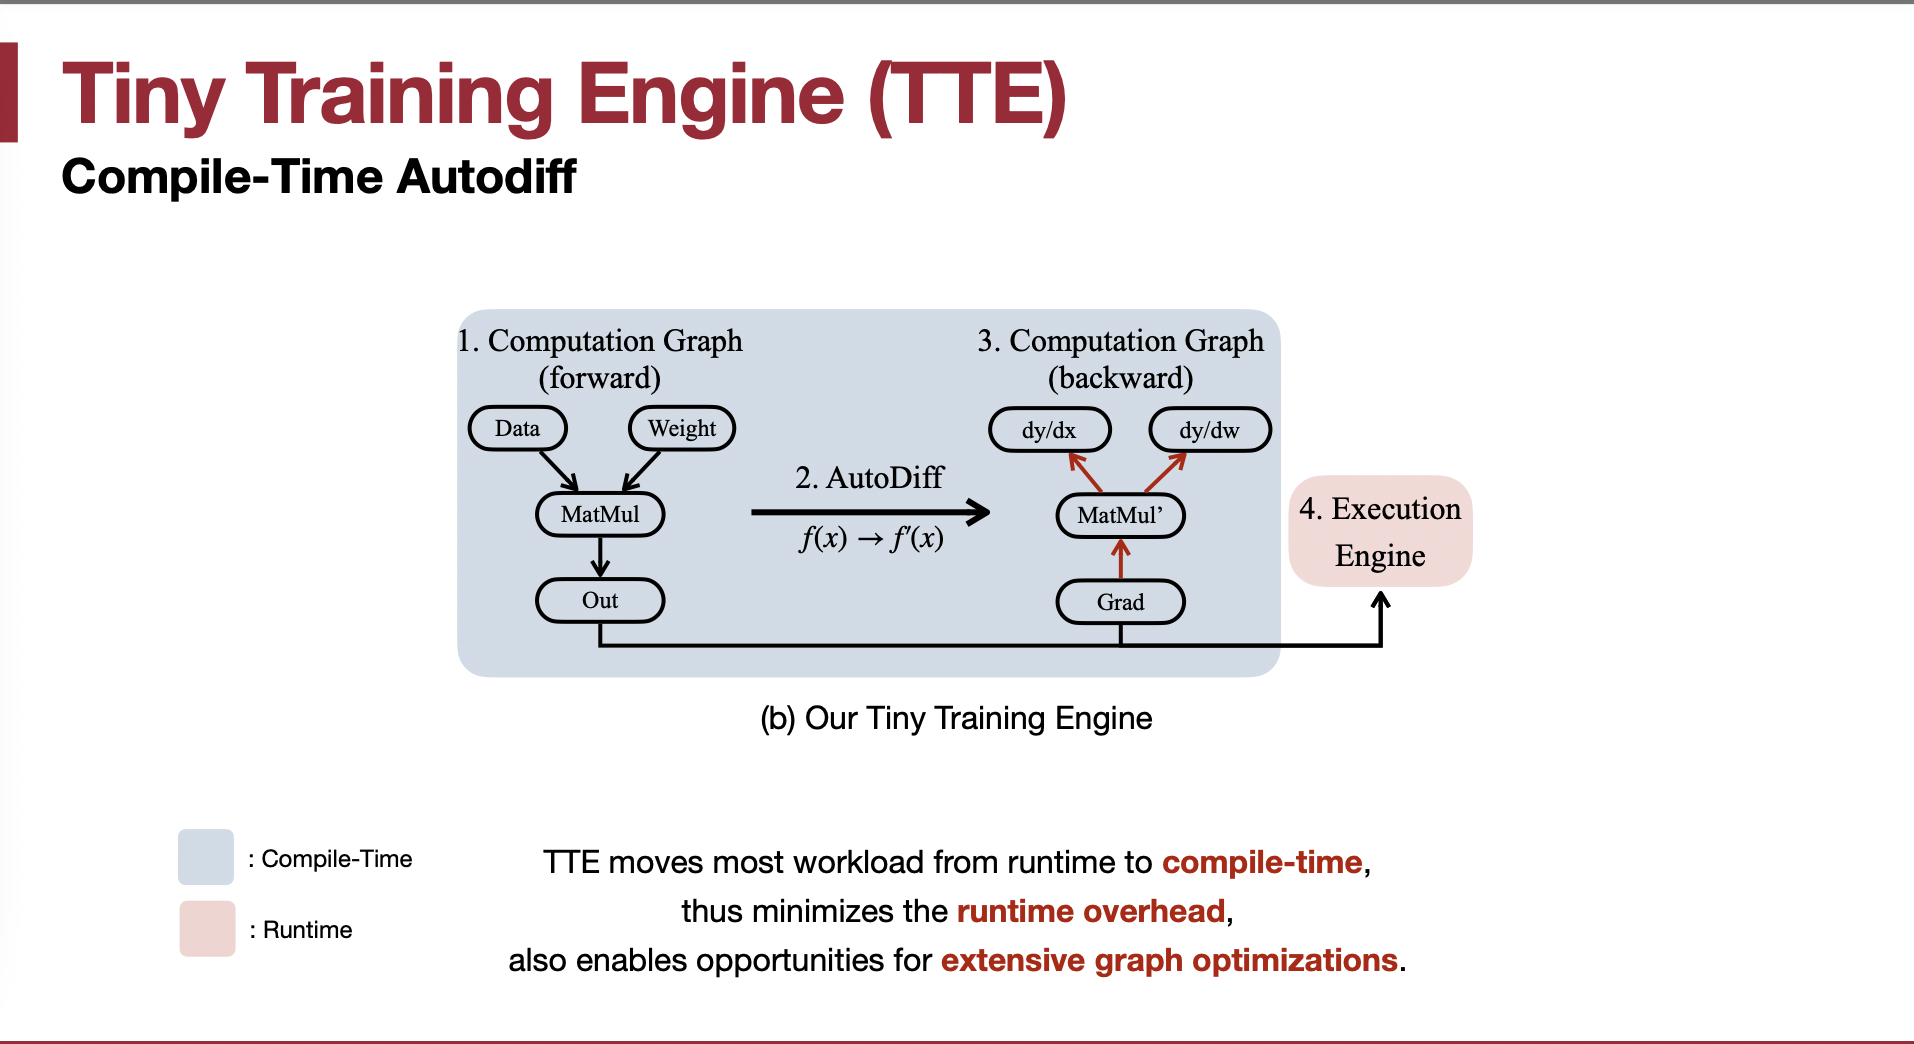 Tiny Training Engine (TTE)
Compile-Time Autodiff
1. Computation Graph
(forward)
Data
Weight
MatMul
Out
2. AutoDiff
f(x) → f′(x)
3. Computation Graph
(backward)
dy/dx
dy/dw
MatMul’
Grad
4. Execution
Engine
(b) Our Tiny Training Engine
: Compile-Time
: Runtime
TTE moves most workload from runtime to compile-time,
thus minimizes the runtime overhead,
also enables opportunities for extensive graph optimizations.